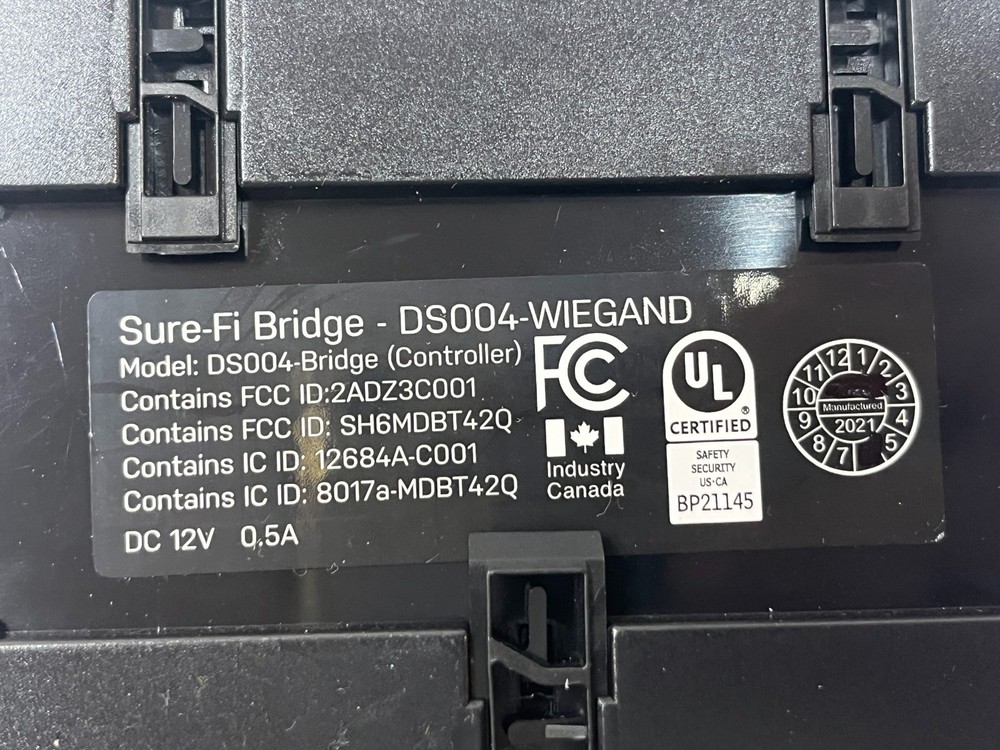 Sure-Fi Bridge - DS004-WIEGAND
Model: DS004-Bridge (Controller)
Contains FCC ID:2ADZ3C001
Contains FCC ID: SH6MDBT42Q
Contains IC ID: 12684A-C001
Contains IC ID: 8017a-MDBT42Q
DC 12V 0.5A
FCC
Industry
Canada
UL
®
CERTIFIED
SAFETY
SECURITY
US·CA
BP21145
12 1 2 3 4 5 7 8 9 10 11
Manufactured
2021